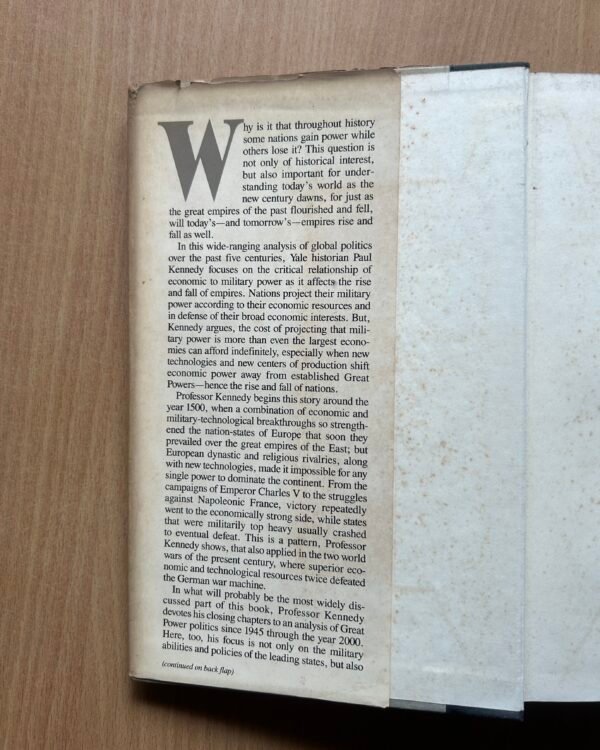 Why is it that throughout history
some nations gain power while
others lose it? This question is
not only of historical interest,
but also important for under-
standing today's world as the
new century dawns, for just as
the great empires of the past flourished and fell,
will today's—and tomorrow's—empires rise and
fall as well.
In this wide-ranging analysis of global politics
over the past five centuries, Yale historian Paul
Kennedy focuses on the critical relationship of
economic to military power as it affects the rise
and fall of empires. Nations project their military
power according to their economic resources and
in defense of their broad economic interests. But,
Kennedy argues, the cost of projecting that mili-
tary power is more than even the largest econo-
mies can afford indefinitely, especially when new
technologies and new centers of production shift
economic power away from established Great
Powers—hence the rise and fall of nations.
Professor Kennedy begins this story around the
year 1500, when a combination of economic and
military-technological breakthroughs so strength-
ened the nation-states of Europe that soon they
prevailed over the great empires of the East; but
European dynastic and religious rivalries, along
with new technologies, made it impossible for any
single power to dominate the continent. From the
campaigns of Emperor Charles V to the struggles
against Napoleonic France, victory repeatedly
went to the economically strong side, while states
that were militarily top heavy usually crashed
to eventual defeat. This is a pattern, Professor
Kennedy shows, that also applied in the two world
wars of the present century, where superior eco-
nomic and technological resources twice defeated
the German war machine.
In what will probably be the most widely dis-
cussed part of this book, Professor Kennedy
devotes his closing chapters to an analysis of Great
Power politics since 1945 through the year 2000.
Here, too, his focus is not only on the military
abilities and policies of the leading states, but also
(continued on back flap)